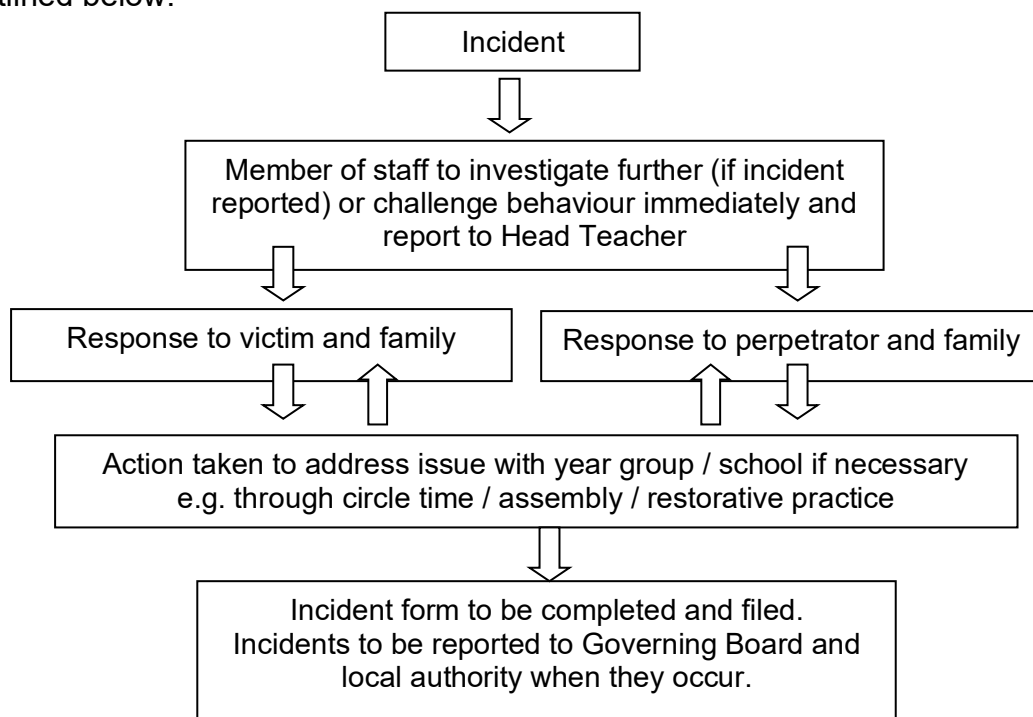 below.
Incident
Member of staff to investigate further (if incident
reported) or challenge behaviour immediately and
report to Head Teacher
Response to victim and family
Response to perpetrator and family
Action taken to address issue with year group / school if necessary
e.g. through circle time / assembly / restorative practice
Incident form to be completed and filed.
Incidents to be reported to Governing Board and
local authority when they occur.